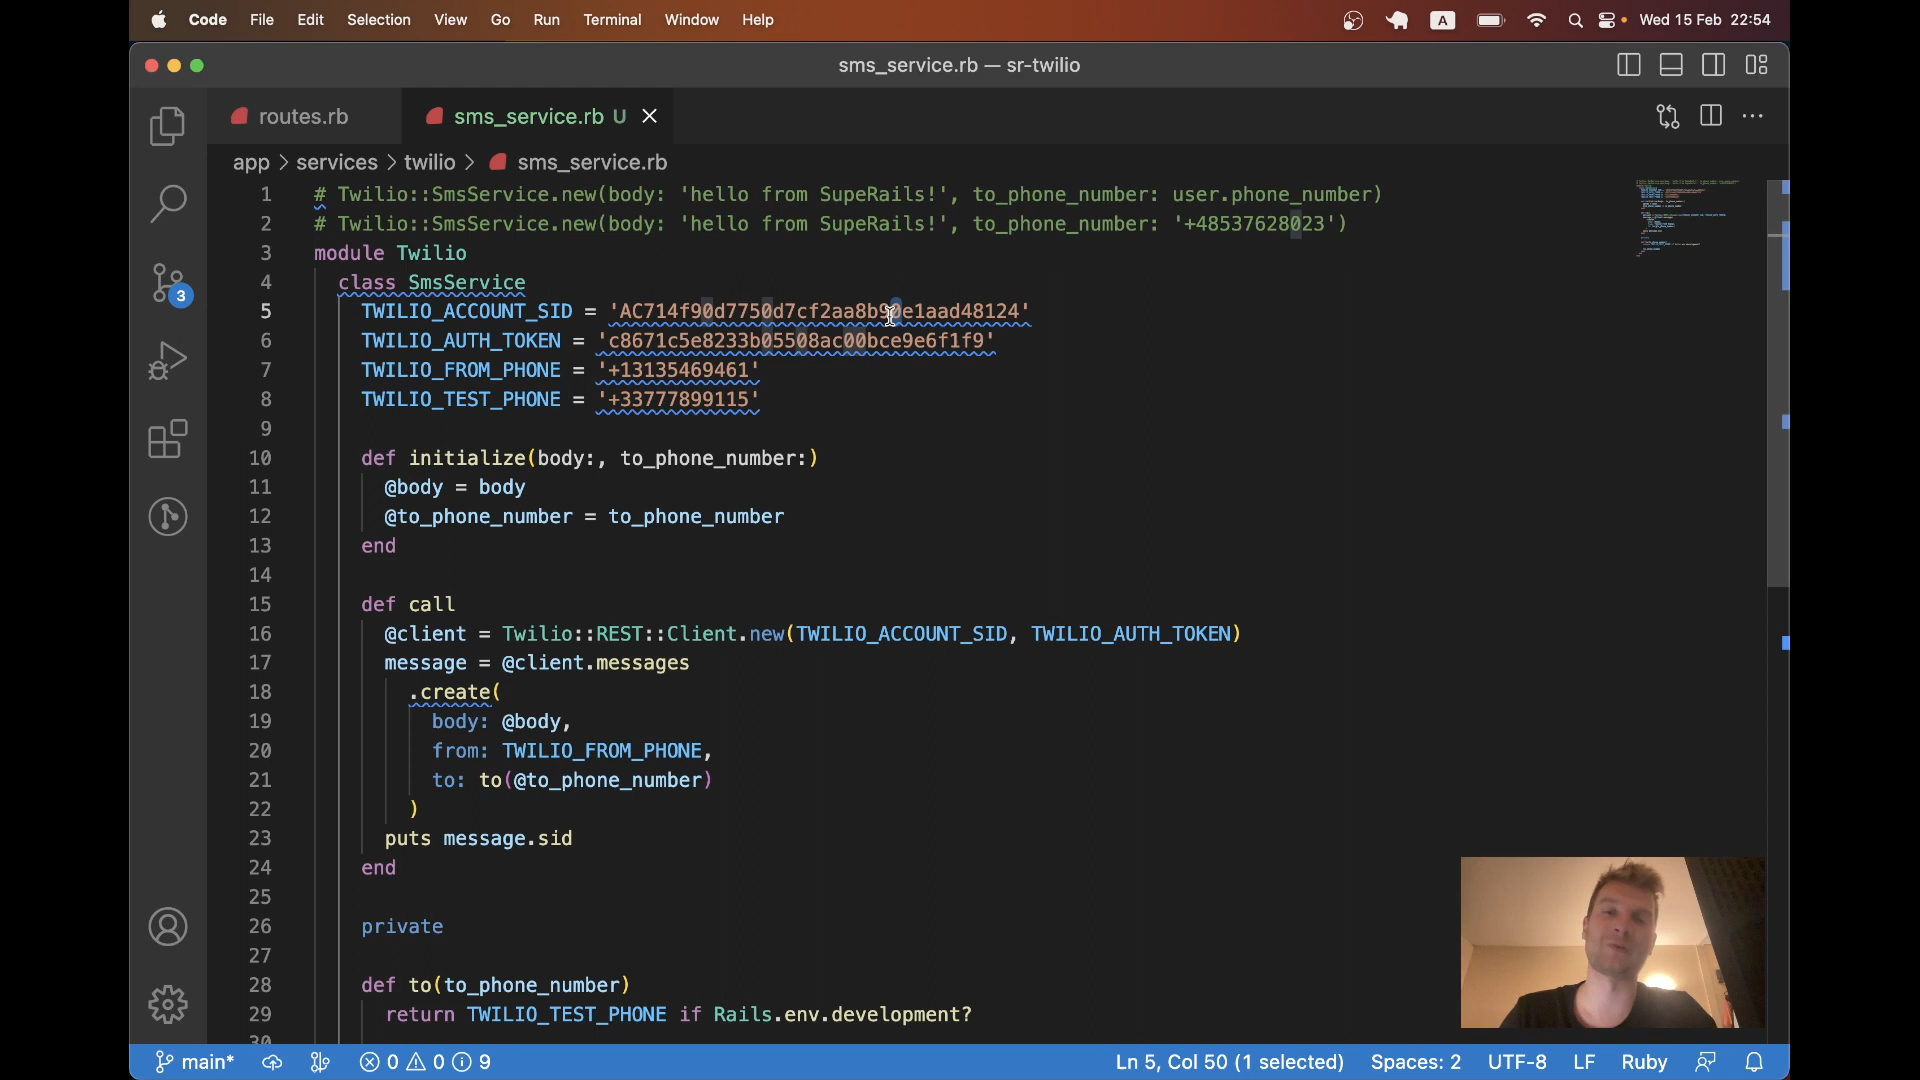 Code File Edit Selection View Go Run Terminal Window Help A Wed 15 Feb 22:54
sms_service.rb — sr-twilio
routes.rb sms_service.rb U
app > services > twilio > sms_service.rb
1 # Twilio::SmsService.new(body: 'hello from SupeRails!', to_phone_number: user.phone_number)
2 # Twilio::SmsService.new(body: 'hello from SupeRails!', to_phone_number: '+48537628023')
3 module Twilio
4 class SmsService
5 TWILIO_ACCOUNT_SID = 'AC714f90d7750d7cf2aa8b90e1aad48124'
6 TWILIO_AUTH_TOKEN = 'c8671c5e8233b05508ac00bce9e6f1f9'
7 TWILIO_FROM_PHONE = '+13135469461'
8 TWILIO_TEST_PHONE = '+33777899115'
9
10 def initialize(body:, to_phone_number:)
11 @body = body
12 @to_phone_number = to_phone_number
13 end
14
15 def call
16 @client = Twilio::REST::Client.new(TWILIO_ACCOUNT_SID, TWILIO_AUTH_TOKEN)
17 message = @client.messages
18 .create(
19 body: @body,
20 from: TWILIO_FROM_PHONE,
21 to: to(@to_phone_number)
22 )
23 puts message.sid
24 end
25
26 private
27
28 def to(to_phone_number)
29 return TWILIO_TEST_PHONE if Rails.env.development?
30
3
main* 0 0 9 Ln 5, Col 50 (1 selected) Spaces: 2 UTF-8 LF Ruby